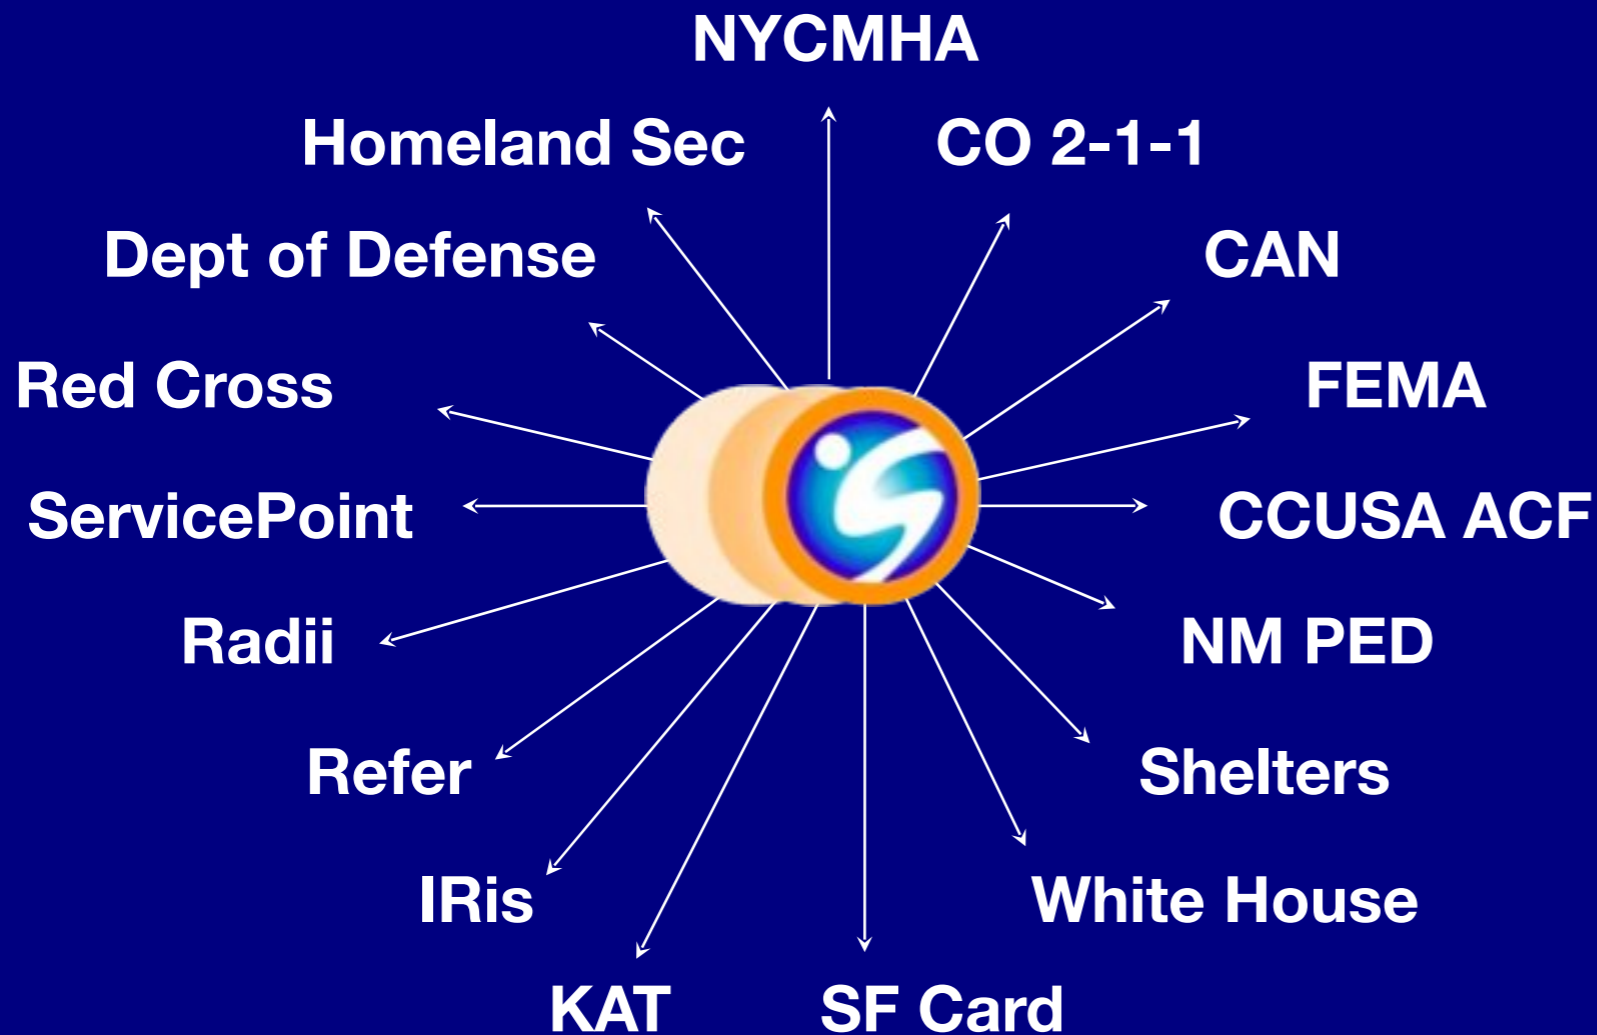 NYCMHA
Homeland Sec
CO 2-1-1
Dept of Defense
CAN
Red Cross
FEMA
ServicePoint
CCUSA ACF
Radii
NM PED
Refer
Shelters
IRis
White House
KAT
SF Card